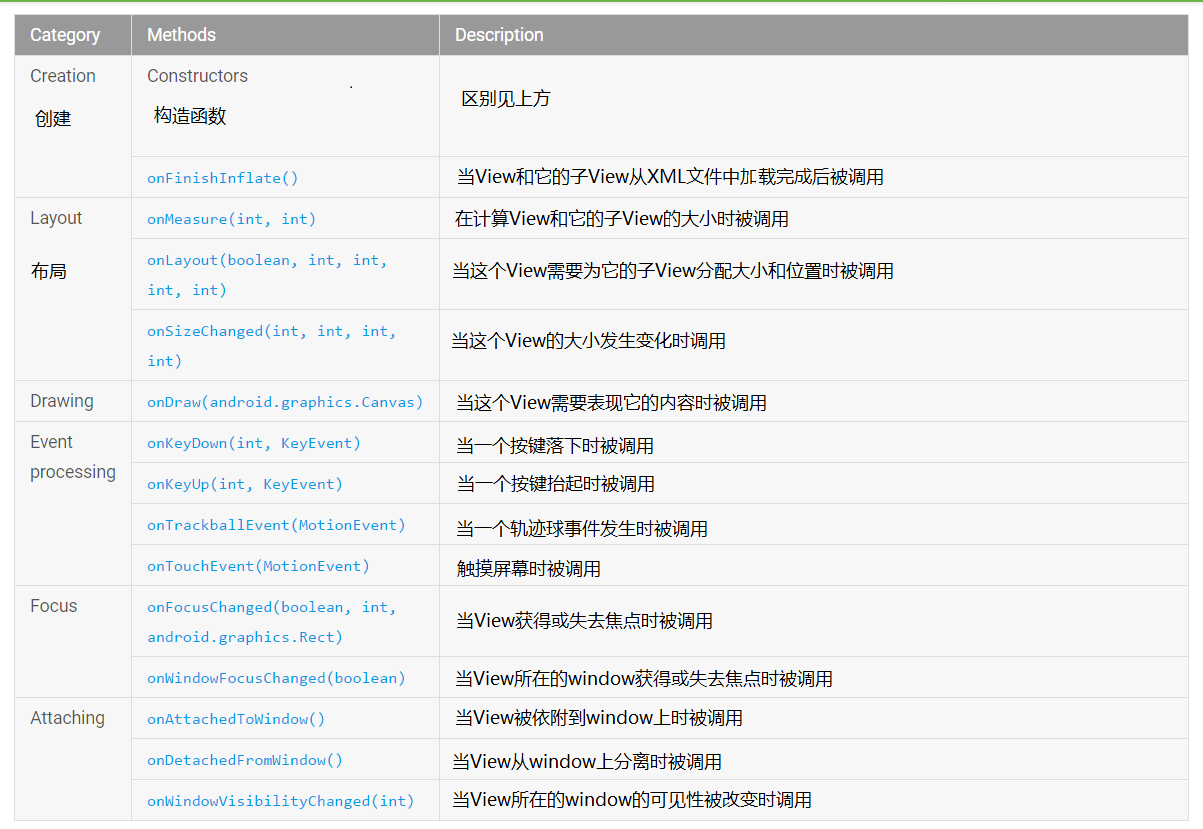 Category Methods Description
Creation Constructors
创建 构造函数 区别见上方
onFinishInflate() 当View和它的子View从XML文件中加载完成后被调用
Layout onMeasure(int, int) 在计算View和它的子View的大小时被调用
布局
onLayout(boolean, int, int,
int, int) 当这个View需要为它的子View分配大小和位置时被调用
onSizeChanged(int, int, int,
int) 当这个View的大小发生变化时调用
Drawing onDraw(android.graphics.Canvas) 当这个View需要表现它的内容时被调用
Event
processing
onKeyDown(int, KeyEvent) 当一个按键落下时被调用
onKeyUp(int, KeyEvent) 当一个按键抬起时被调用
onTrackballEvent(MotionEvent) 当一个轨迹球事件发生时被调用
onTouchEvent(MotionEvent) 触摸屏幕时被调用
Focus onFocusChanged(boolean, int,
android.graphics.Rect) 当View获得或失去焦点时被调用
onWindowFocusChanged(boolean) 当View所在的window获得或失去焦点时被调用
Attaching onAttachedToWindow() 当View被依附到window上时被调用
onDetachedFromWindow() 当View从window上分离时被调用
onWindowVisibilityChanged(int) 当View所在的window的可见性被改变时调用